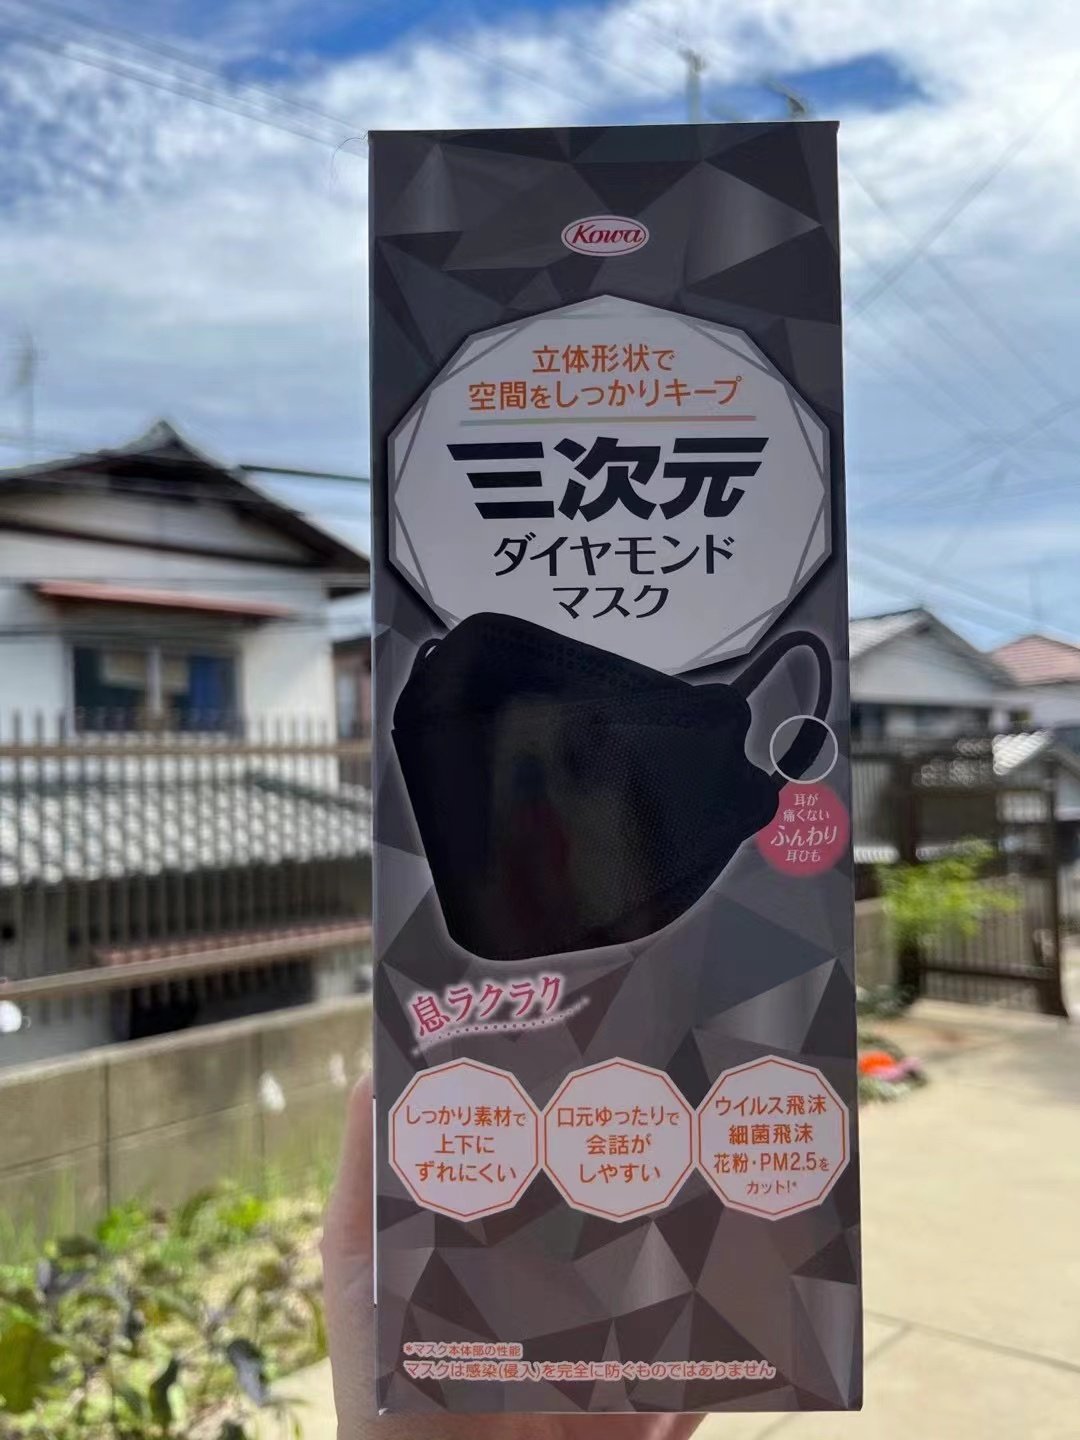 Kowa
立体形状で
空間をしっかりキープ
三次元
ダイヤモンド
マスク
耳が
痛くない
ふんわり
耳ひも
息ラクラク
しっかり素材で
上下に
ずれにくい
口元ゆったりで
会話が
しやすい
ウイルス飛沫
細菌飛沫
花粉・PM2.5を
カット!*
*マスク本体部の性能
マスクは感染(侵入)を完全に防ぐものではありません